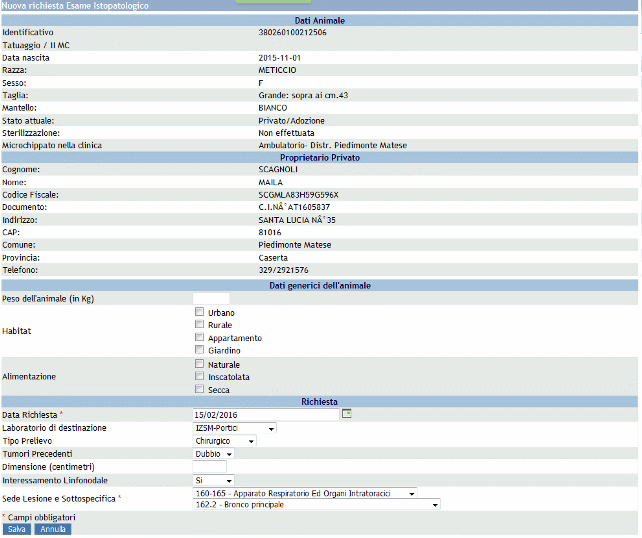 Nuova richiesta Esame Istopatologico
Dati Animale
Identificativo 380260100212506
Tatuaggio / II MC
Data nascita 2015-11-01
Razza: METICCIO
Sesso: F
Taglia: Grande: sopra ai cm.43
Mantello: BIANCO
Stato attuale: Privato/Adozione
Sterilizzazione: Non effettuata
Microchippato nella clinica Ambulatorio- Distr. Piedimonte Matese
Proprietario Privato
Cognome: SCAGNOLI
Nome: MAILA
Codice Fiscale: SCGMLA83H59G596X
Documento: C.I.NÂ°AT1605837
Indirizzo: SANTA LUCIA NÂ°35
CAP: 81016
Comune: Piedimonte Matese
Provincia: Caserta
Telefono: 329/2921576
Dati generici dell'animale
Peso dell'animale (in Kg)
Habitat
Urbano
Rurale
Appartamento
Giardino
Alimentazione
Naturale
Inscatolata
Secca
Richiesta
Data Richiesta * 15/02/2016
Laboratorio di destinazione IZSM-Portici
Tipo Prelievo Chirurgico
Tumori Precedenti Dubbio
Dimensione (centimetri)
Interessamento Linfonodale Si
Sede Lesione e Sottospecifica * 160-165 - Apparato Respiratorio Ed Organi Intratoracici
162.2 - Bronco principale
* Campi obbligatori
Salva Annulla